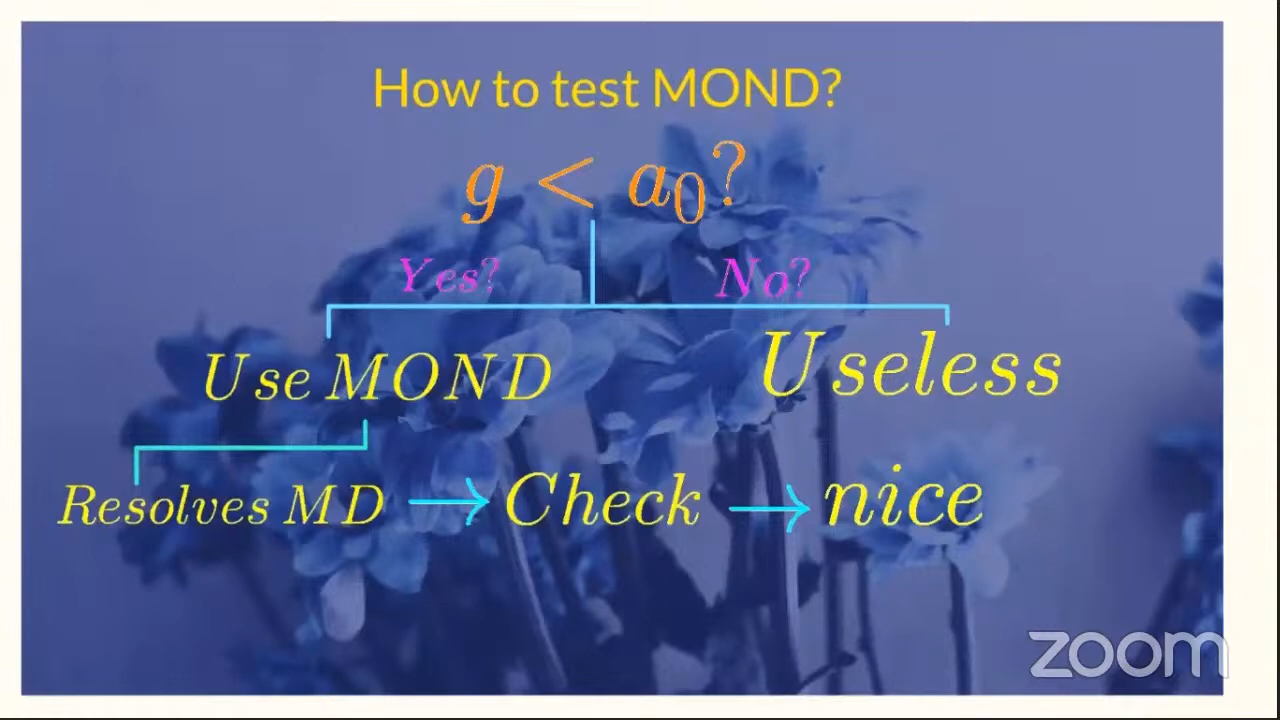 How to test MOND?
g < a₀?
Yes? No?
Use MOND Useless
Resolves MD → Check → nice
zoom